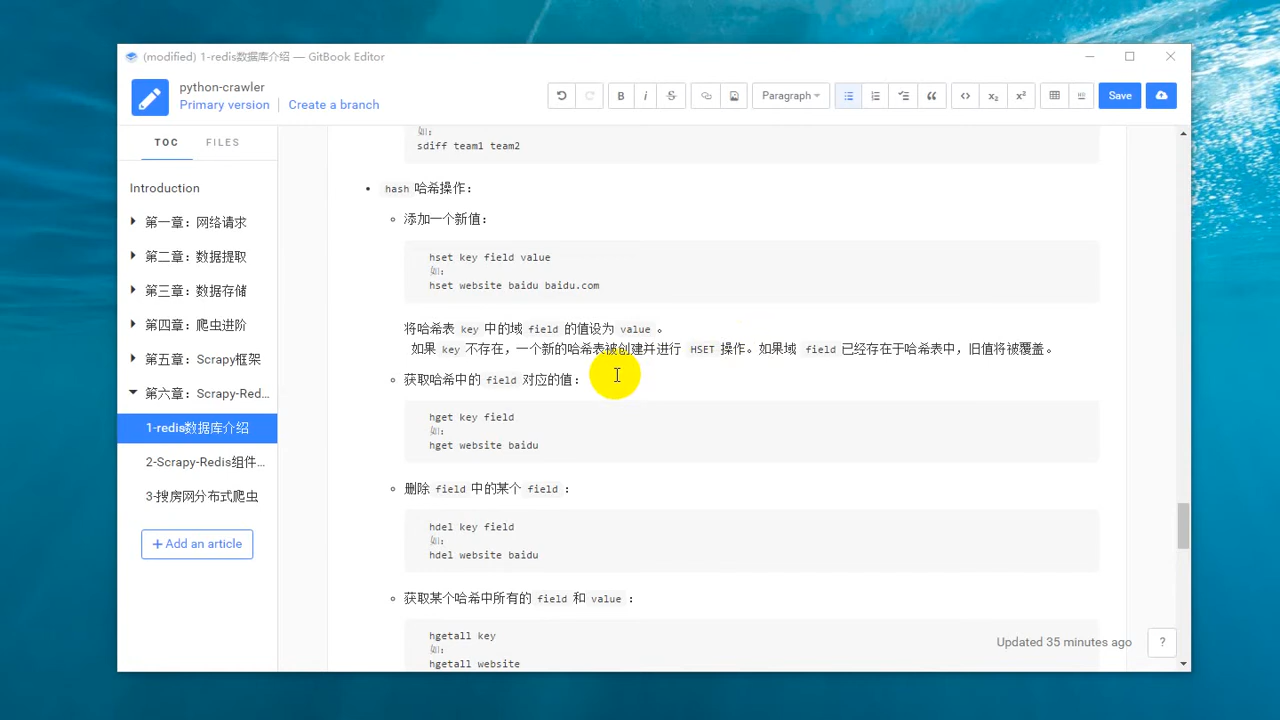 (modified) 1-redis数据库介绍 — GitBook Editor
python-crawler
Primary version
Create a branch
B
i
S
Paragraph
Save
TOC
FILES
Introduction
第一章：网络请求
第二章：数据提取
第三章：数据存储
第四章：爬虫进阶
第五章：Scrapy框架
第六章：Scrapy-Red...
1-redis数据库介绍
2-Scrapy-Redis组件...
3-搜房网分布式爬虫
+ Add an article
如：
sdiff team1 team2
hash 哈希操作：
添加一个新值：
hset key field value
如：
hset website baidu baidu.com
将哈希表 key 中的域 field 的值设为 value 。
如果 key 不存在，一个新的哈希表被创建并进行 HSET 操作。如果域 field 已经存在于哈希表中，旧值将被覆盖。
获取哈希中的 field 对应的值：
hget key field
如：
hget website baidu
删除 field 中的某个 field ：
hdel key field
如：
hdel website baidu
获取某个哈希中所有的 field 和 value ：
hgetall key
如：
hgetall website
Updated 35 minutes ago
?